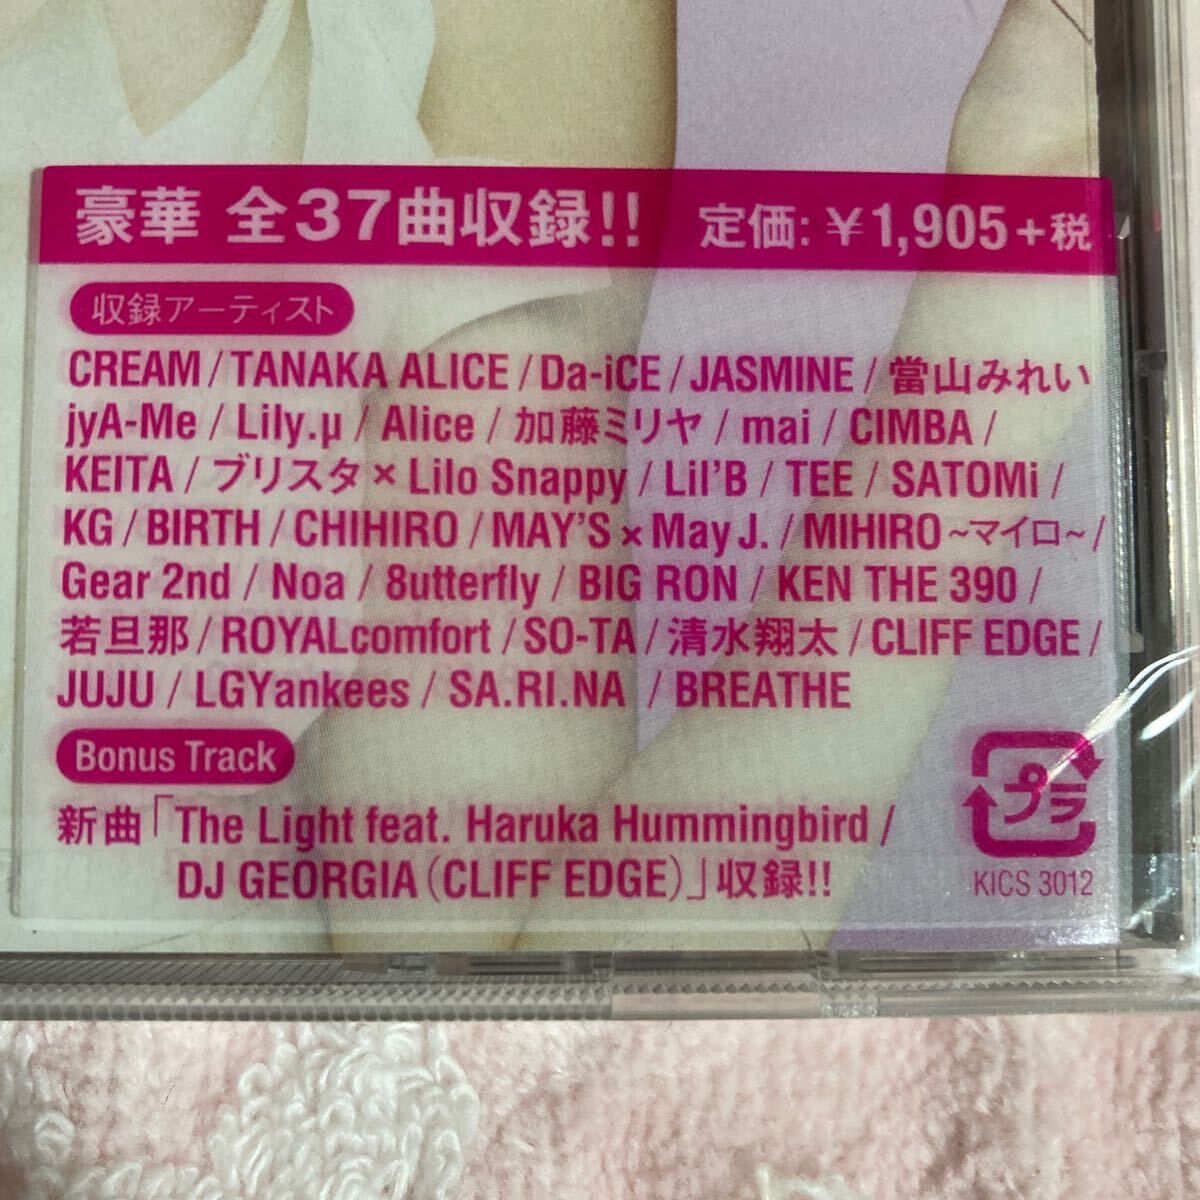 豪華 全37曲収録!! 定価: ¥1,905+税
収録アーティスト
CREAM / TANAKA ALICE / Da-iCE / JASMINE / 當山みれい
jyA-Me / Lily.μ / Alice / 加藤ミリヤ / mai / CIMBA /
KEITA / ブリスタ × Lilo Snappy / Lil'B / TEE / SATOMi /
KG / BIRTH / CHIHIRO / MAY'S × May J. / MIHIRO ~マイロ~ /
Gear 2nd / Noa / 8utterfly / BIG RON / KEN THE 390 /
若旦那 / ROYALcomfort / SO-TA / 清水翔太 / CLIFF EDGE /
JUJU / LGYankees / SA.RI.NA / BREATHE
Bonus Track
新曲「The Light feat. Haruka Hummingbird /
DJ GEORGIA (CLIFF EDGE)」収録!!
プラ
KICS 3012